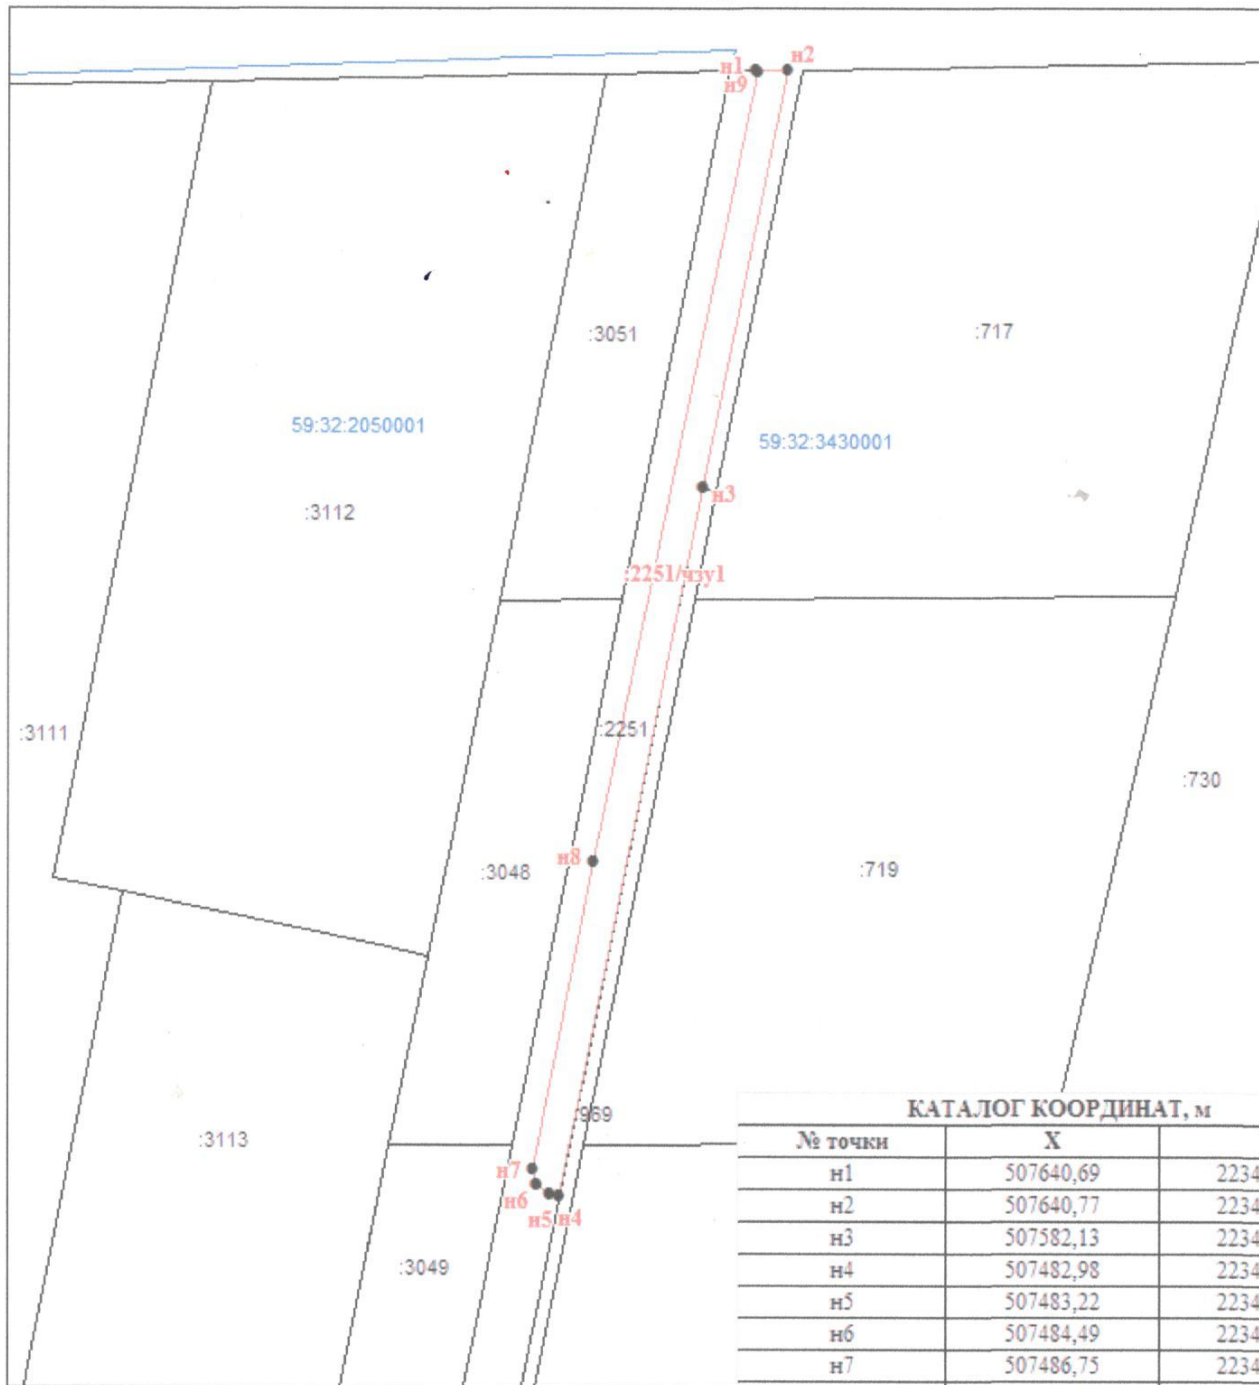 н1
н2
н9
:3051
:717
59:32:2050001
59:32:3430001
н3
:3112
:2251/чзу1
:3111
:2251
:730
н8
:3048
:719
:969
:3113
н7
н6
н5
н4
:3049
КАТАЛОГ КООРДИНАТ, м
№ точки X
н1 507640,69 2234
н2 507640,77 2234
н3 507582,13 2234
н4 507482,98 2234
н5 507483,22 2234
н6 507484,49 2234
н7 507486,75 2234